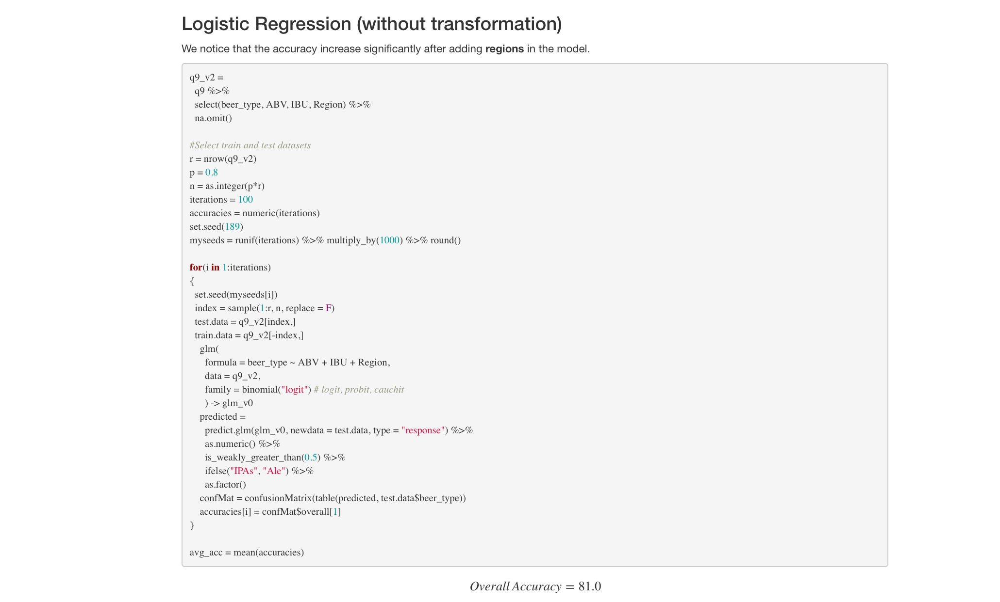 Logistic Regression (without transformation)
We notice that the accuracy increase significantly after adding regions in the model.
q9_v2 =
  q9 %>%
  select(beer_type, ABV, IBU, Region) %>%
  na.omit()

#Select train and test datasets
r = nrow(q9_v2)
p = 0.8
n = as.integer(p*r)
iterations = 100
accuracies = numeric(iterations)
set.seed(189)
myseeds = runif(iterations) %>% multiply_by(1000) %>% round()

for(i in 1:iterations)
{
  set.seed(myseeds[i])
  index = sample(1:r, n, replace = F)
  test.data = q9_v2[index,]
  train.data = q9_v2[-index,]
    glm(
      formula = beer_type ~ ABV + IBU + Region,
      data = q9_v2,
      family = binomial("logit") # logit, probit, cauchit
      ) -> glm_v0
    predicted =
      predict.glm(glm_v0, newdata = test.data, type = "response") %>%
      as.numeric() %>%
      is_weakly_greater_than(0.5) %>%
      ifelse("IPAs", "Ale") %>%
      as.factor()
    confMat = confusionMatrix(table(predicted, test.data$beer_type))
    accuracies[i] = confMat$overall[1]
}

avg_acc = mean(accuracies)
Overall Accuracy = 81.0